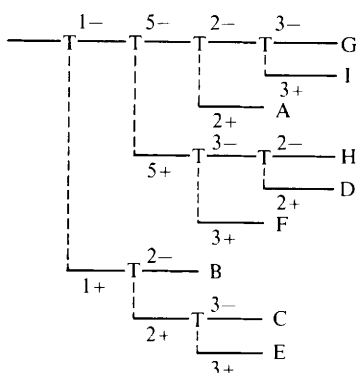 1− 5− 2− 3−
T T T T G
I
3+
A
2+
3− 2−
T T H
5+
D
2+
F
3+
2−
T B
1+
3−
T C
2+
E
3+